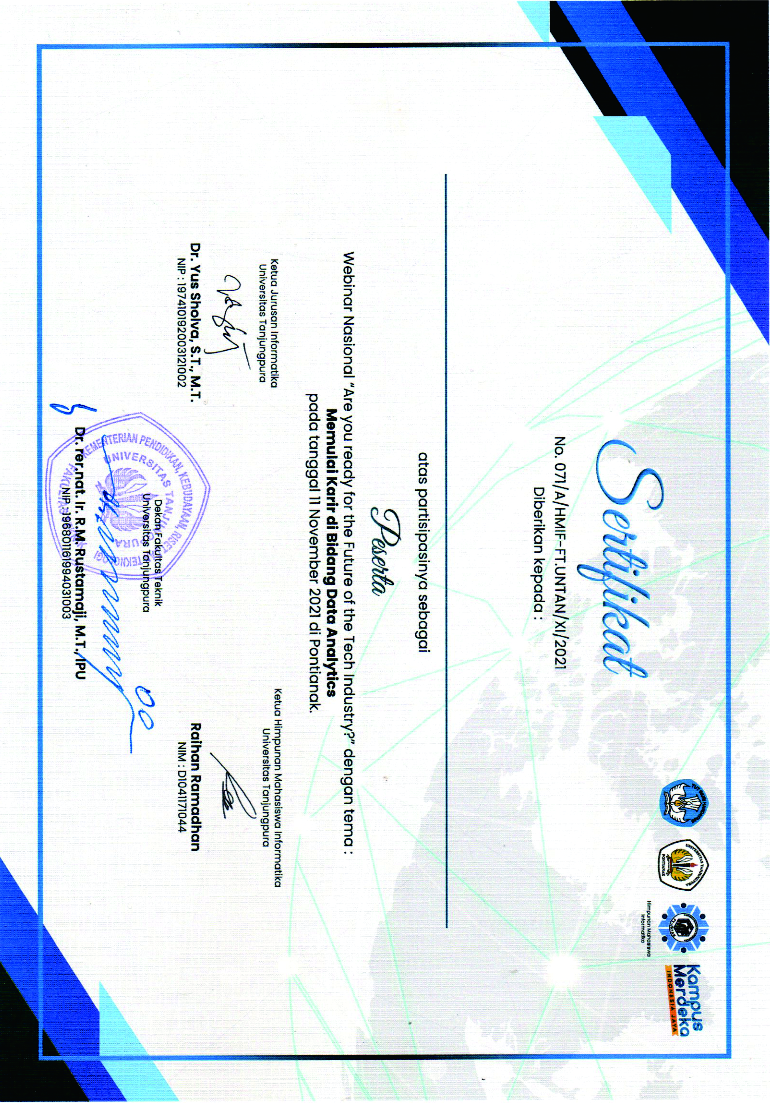 Himpunan Mahasiswa
Informatika
Kampus
Merdeka
INDONESIA JAYA
Sertifikat
No. 071/A/HMIF-FT.UNTAN/XI/2021
Diberikan kepada :
atas partisipasinya sebagai
Peserta
Webinar Nasional “Are you ready for the Future of the Tech Industry?” dengan tema :
Memulai Karir di Bidang Data Analytics
pada tanggal 11 November 2021 di Pontianak.
Ketua Jurusan Informatika
Universitas Tanjungpura
Dr. Yus Sholva, S.T., M.T.
NIP : 197410192003121002
Ketua Himpunan Mahasiswa Informatika
Universitas Tanjungpura
Raihan Ramadhan
NIM : D1041171044
Dekan Fakultas Teknik
Universitas Tanjungpura
Dr. rer.nat. Ir. R.M. Rustamaji, M.T., IPU
NIP. 196801161994031003
KEMENTERIAN PENDIDIKAN, KEBUDAYAAN, RISET
UNIVERSITAS TANJUNGPURA